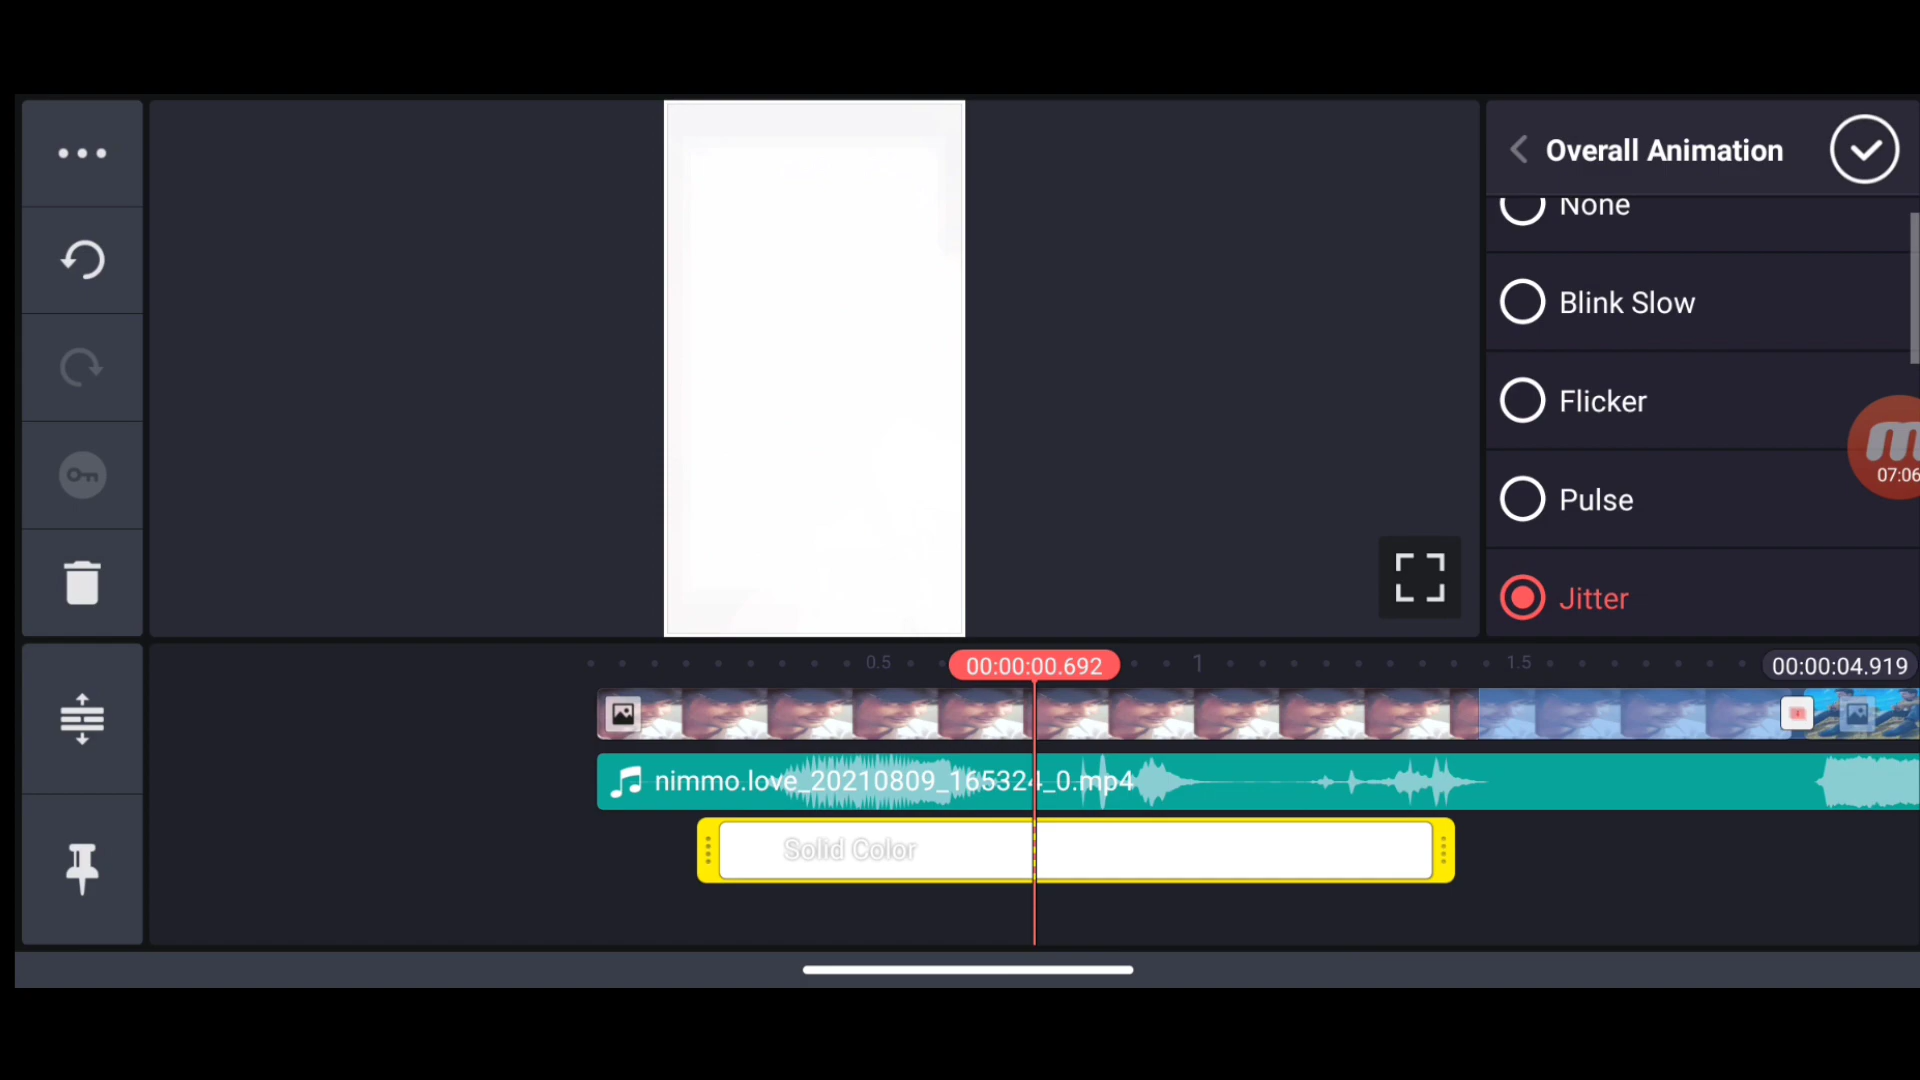 Overall Animation
None
Blink Slow
Flicker
07:06
Pulse
Jitter
0.5
00:00:00.692
1
1.5
00:00:04.919
nimmo.love_20210809_165324_0.mp4
Solid Color